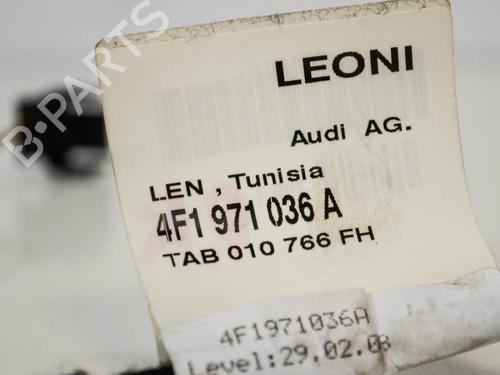 B-PARTS
LEONI
Audi AG.
LEN , Tunisia
4F1 971 036 A
TAB 010 766 FH
4F1971036A
Level:29.02.08